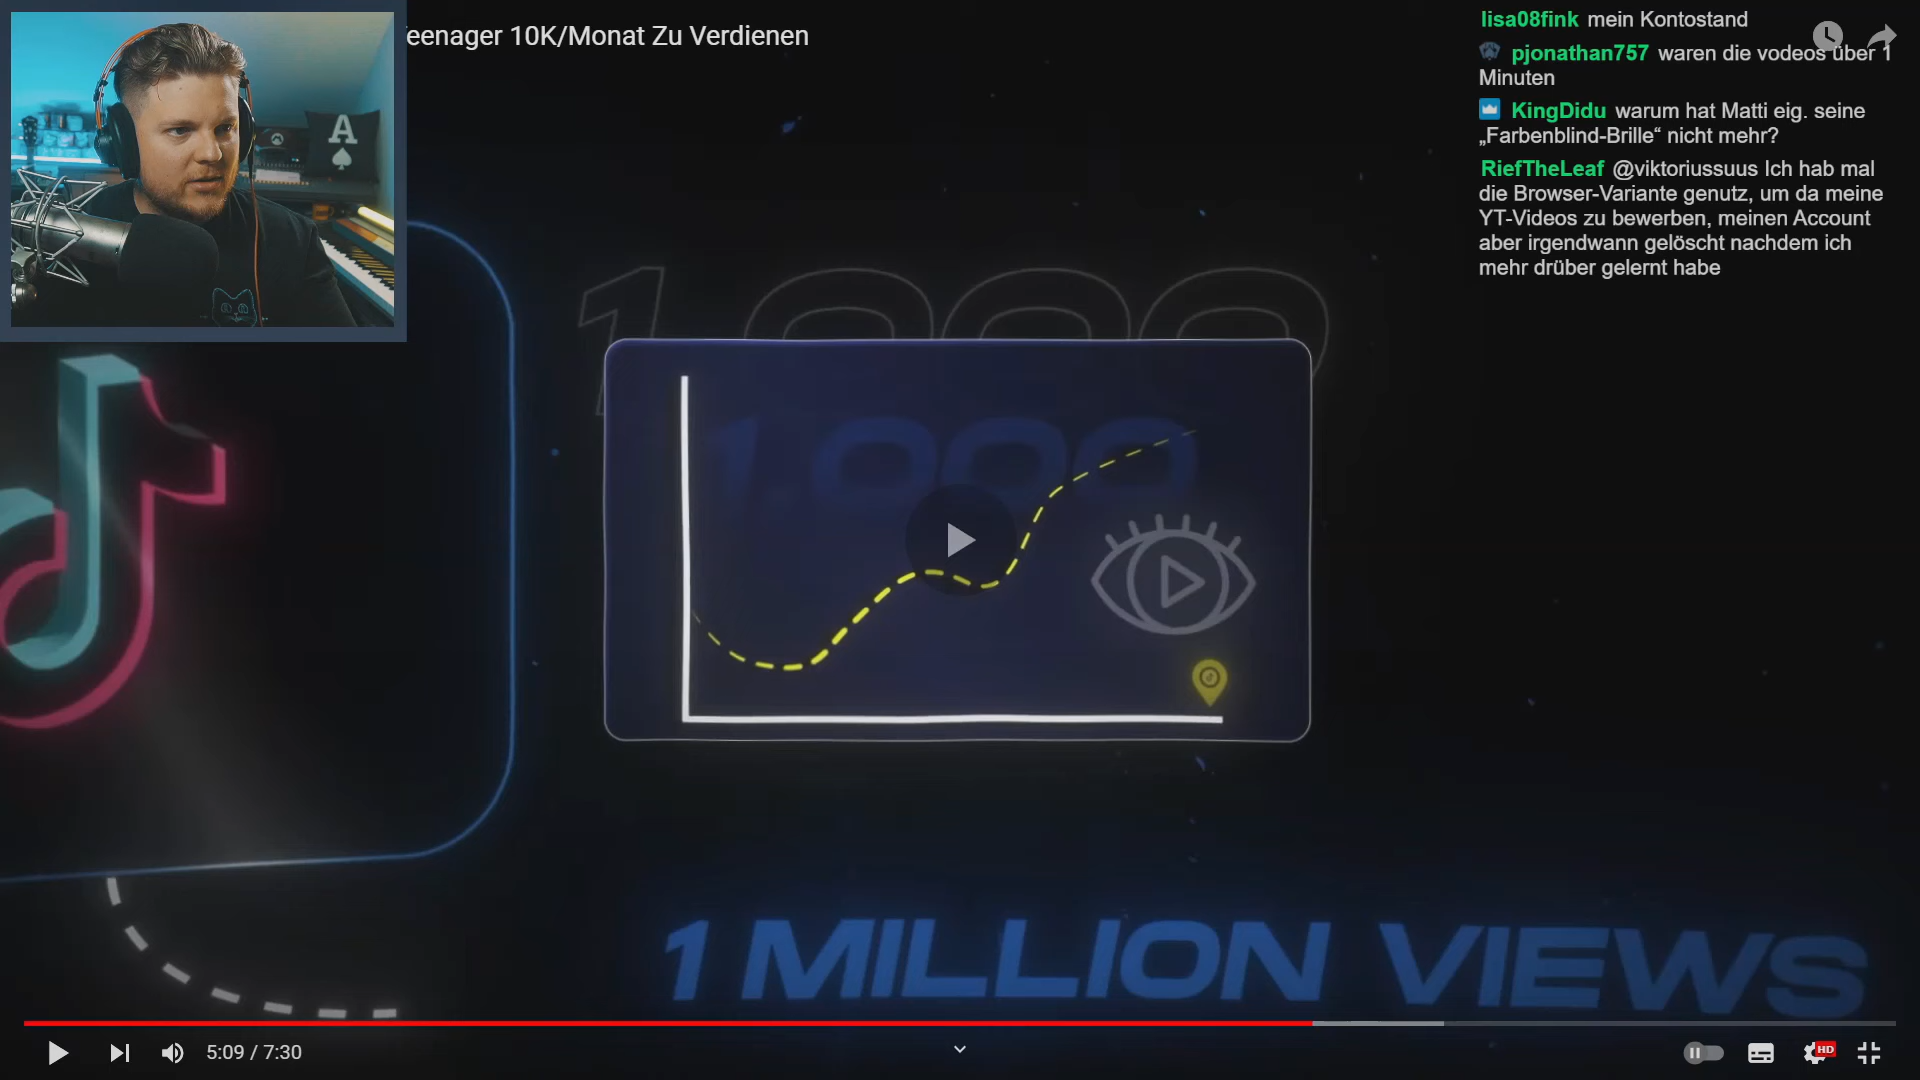 eenager 10K/Monat Zu Verdienen
lisa08fink mein Kontostand
pjonathan757 waren die vodeos über 1
Minuten
KingDidu warum hat Matti eig. seine
„Farbenblind-Brille“ nicht mehr?
RiefTheLeaf @viktoriussuus Ich hab mal
die Browser-Variante genutz, um da meine
YT-Videos zu bewerben, meinen Account
aber irgendwann gelöscht nachdem ich
mehr drüber gelernt habe
A
1.000
1.000
1 MILLION VIEWS
5:09 / 7:30
HD